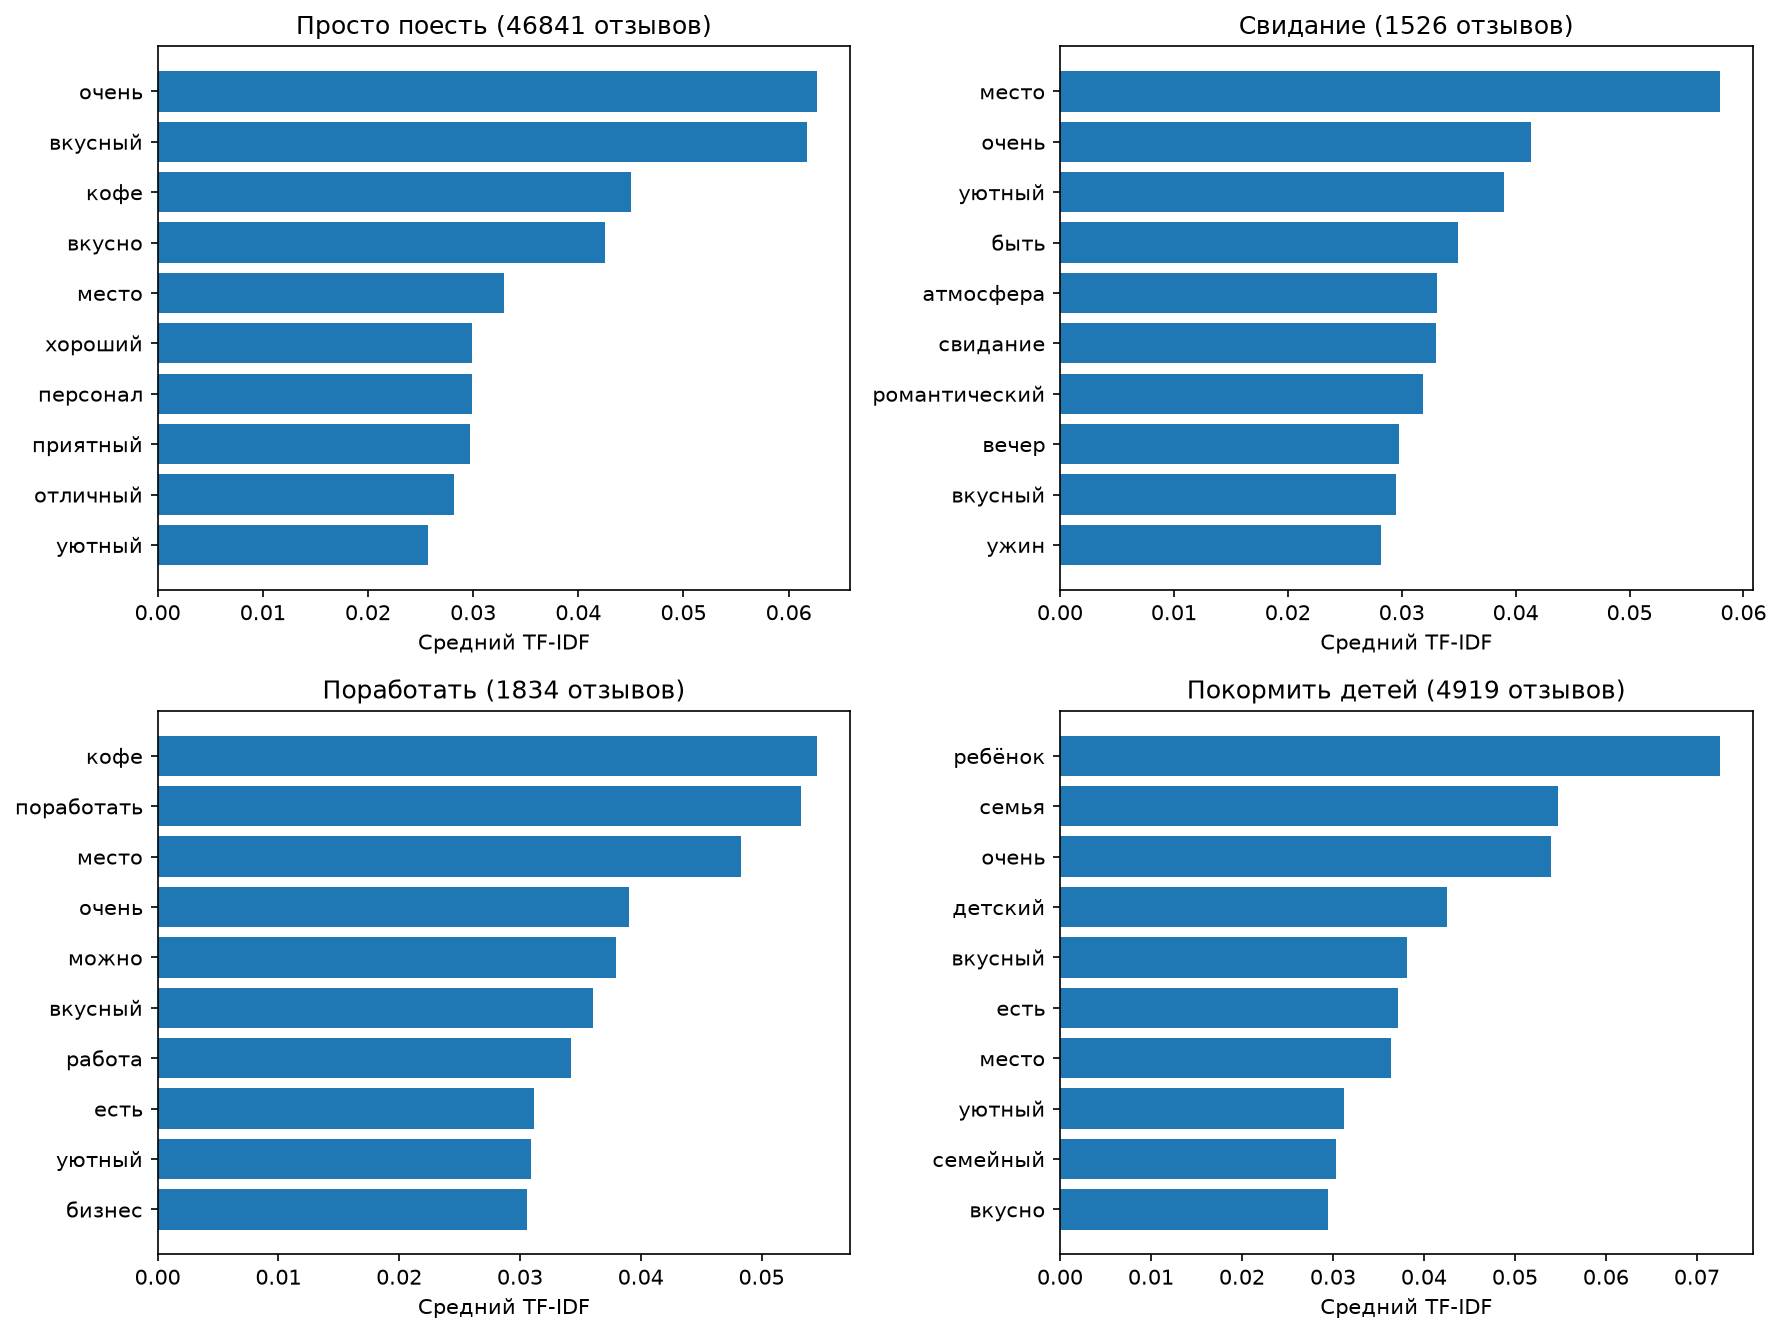 Просто поесть (46841 отзывов)
очень
вкусный
кофе
вкусно
место
хороший
персонал
приятный
отличный
уютный
0.00 0.01 0.02 0.03 0.04 0.05 0.06
Средний TF-IDF
Свидание (1526 отзывов)
место
очень
уютный
быть
атмосфера
свидание
романтический
вечер
вкусный
ужин
0.00 0.01 0.02 0.03 0.04 0.05 0.06
Средний TF-IDF
Поработать (1834 отзывов)
кофе
поработать
место
очень
можно
вкусный
работа
есть
уютный
бизнес
0.00 0.01 0.02 0.03 0.04 0.05
Средний TF-IDF
Покормить детей (4919 отзывов)
ребёнок
семья
очень
детский
вкусный
есть
место
уютный
семейный
вкусно
0.00 0.01 0.02 0.03 0.04 0.05 0.06 0.07
Средний TF-IDF